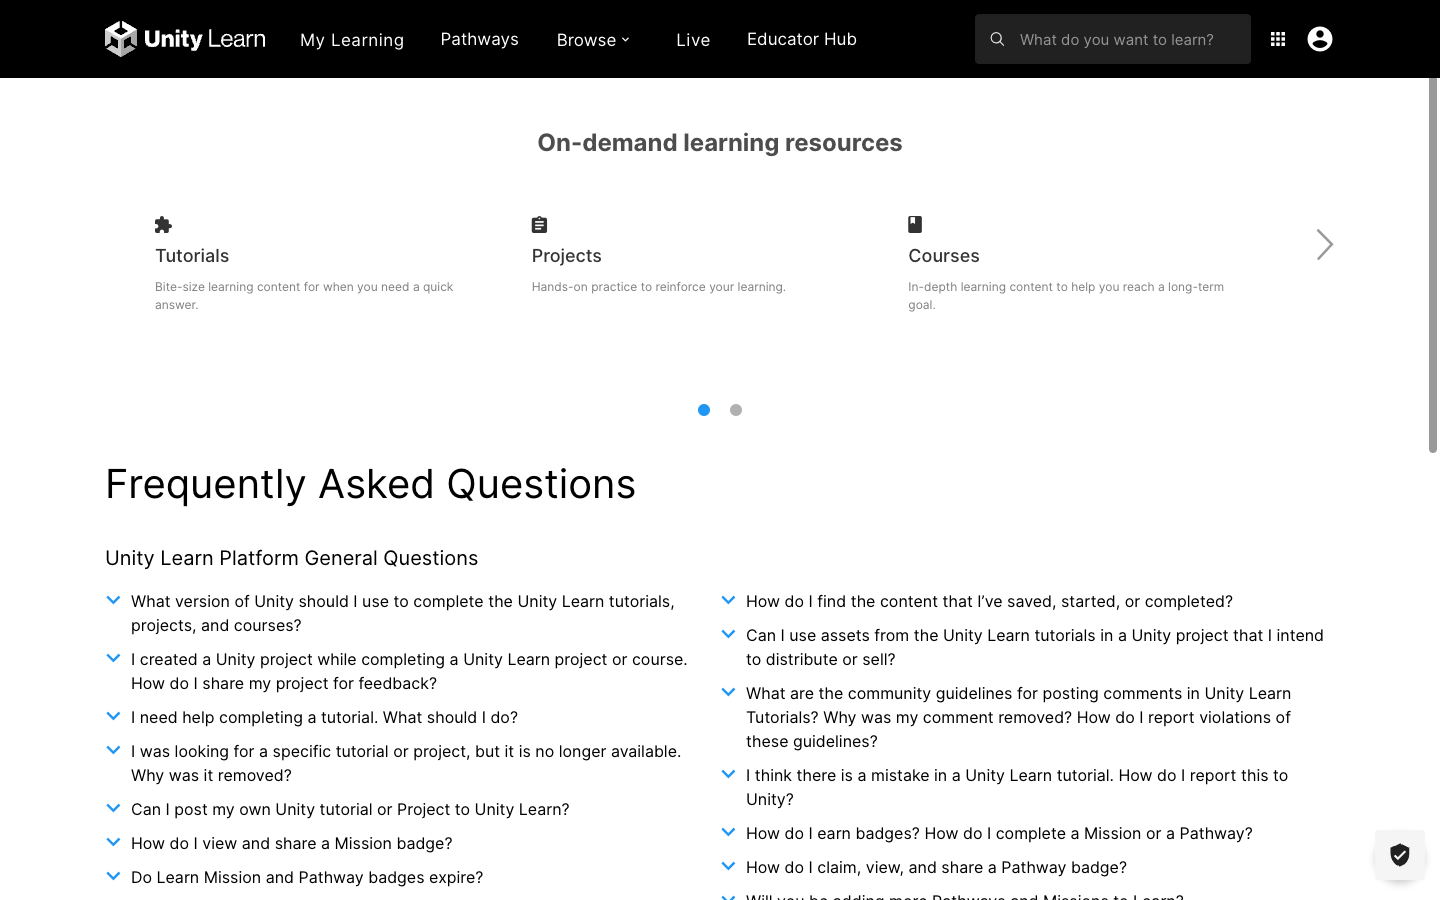 Unity Learn
My Learning
Pathways
Browse
Live
Educator Hub
What do you want to learn?
On-demand learning resources
Tutorials
Bite-size learning content for when you need a quick
answer.
Projects
Hands-on practice to reinforce your learning.
Courses
In-depth learning content to help you reach a long-term
goal.
Frequently Asked Questions
Unity Learn Platform General Questions
What version of Unity should I use to complete the Unity Learn tutorials,
projects, and courses?
I created a Unity project while completing a Unity Learn project or course.
How do I share my project for feedback?
I need help completing a tutorial. What should I do?
I was looking for a specific tutorial or project, but it is no longer available.
Why was it removed?
Can I post my own Unity tutorial or Project to Unity Learn?
How do I view and share a Mission badge?
Do Learn Mission and Pathway badges expire?
How do I find the content that I’ve saved, started, or completed?
Can I use assets from the Unity Learn tutorials in a Unity project that I intend
to distribute or sell?
What are the community guidelines for posting comments in Unity Learn
Tutorials? Why was my comment removed? How do I report violations of
these guidelines?
I think there is a mistake in a Unity Learn tutorial. How do I report this to
Unity?
How do I earn badges? How do I complete a Mission or a Pathway?
How do I claim, view, and share a Pathway badge?
Will you be adding more Pathways and Missions to Learn?